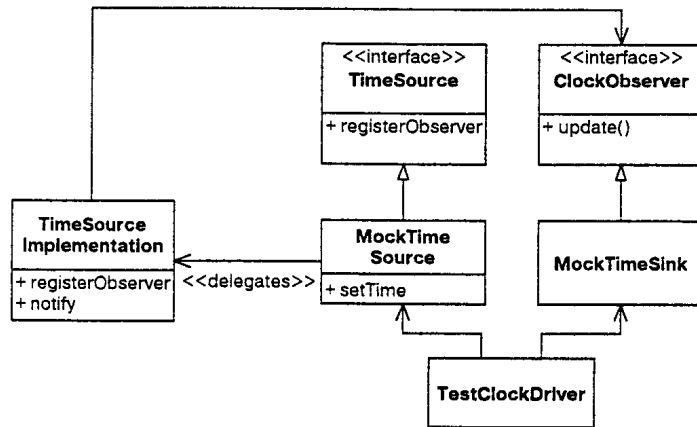 <<interface>>
TimeSource
+ registerObserver
<<interface>>
ClockObserver
+ update()
TimeSource
Implementation
+ registerObserver
+ notify
<<delegates>>
MockTime
Source
+ setTime
MockTimeSink
TestClockDriver